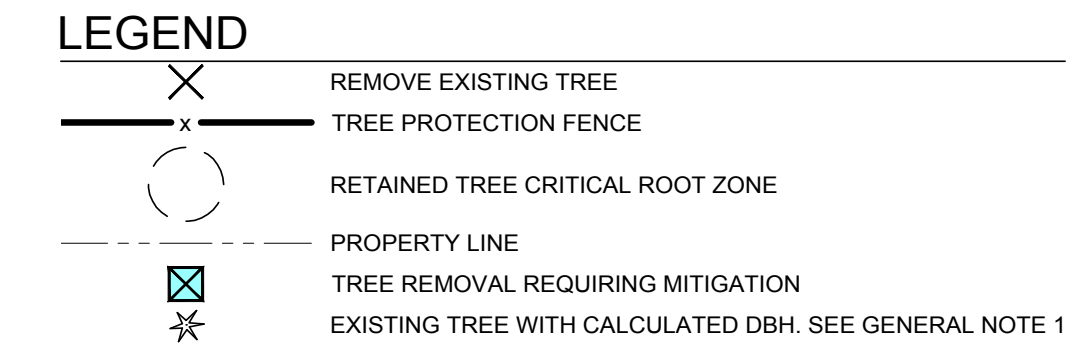 LEGEND
REMOVE EXISTING TREE
x TREE PROTECTION FENCE
RETAINED TREE CRITICAL ROOT ZONE
PROPERTY LINE
TREE REMOVAL REQUIRING MITIGATION
EXISTING TREE WITH CALCULATED DBH. SEE GENERAL NOTE 1